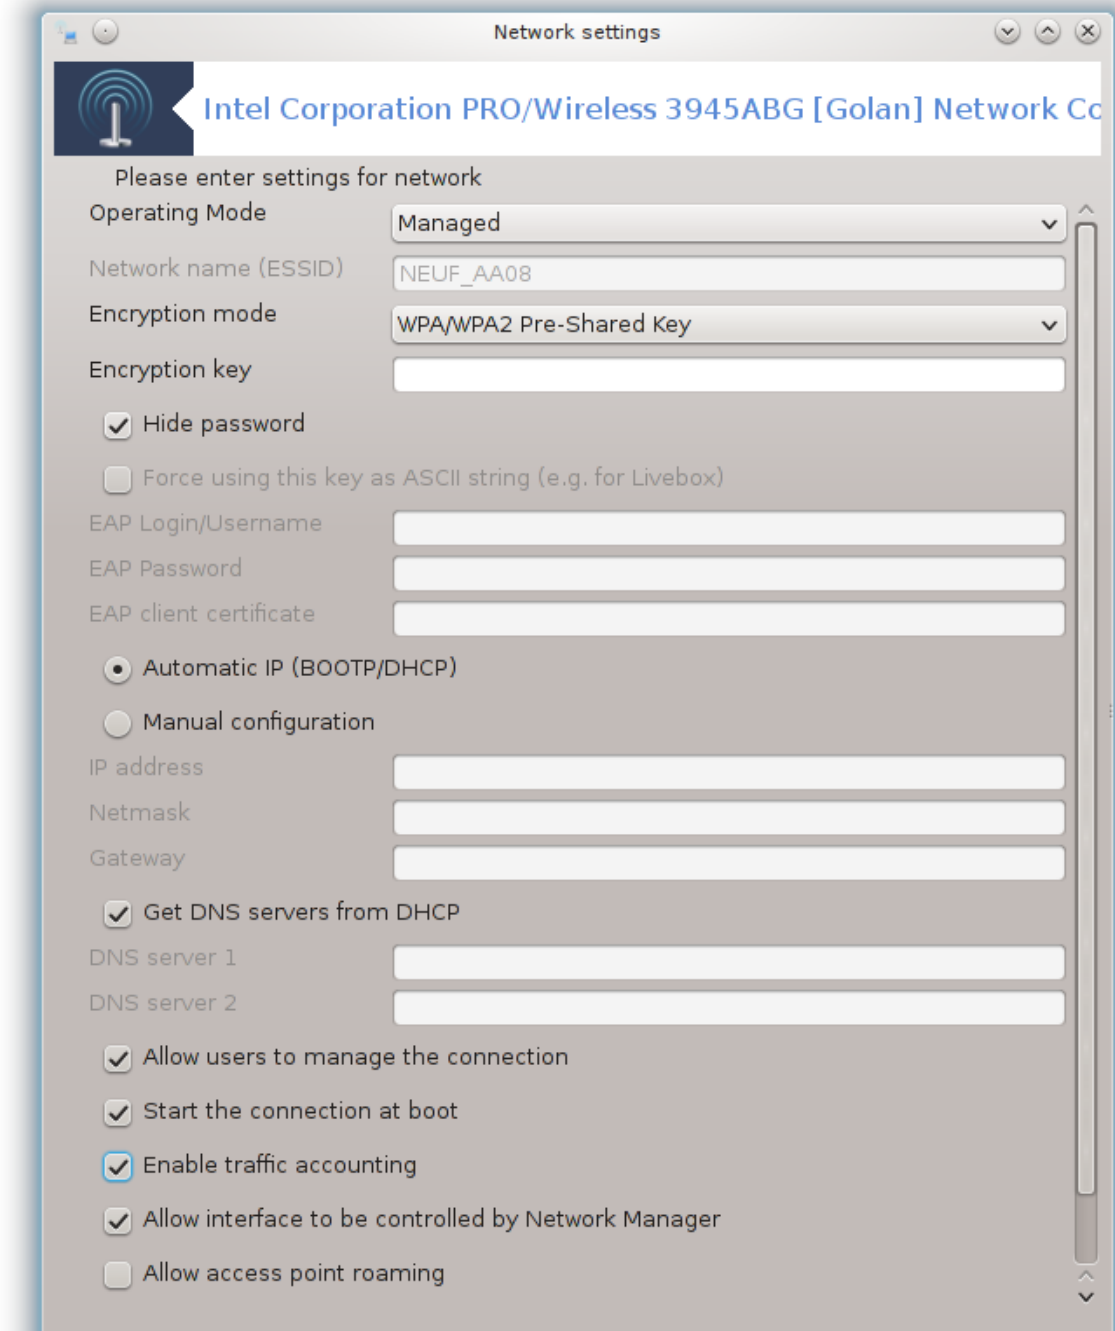 Network settings
Intel Corporation PRO/Wireless 3945ABG [Golan] Network Co
Please enter settings for network
Operating Mode
Managed
Network name (ESSID)
NEUF_AA08
Encryption mode
WPA/WPA2 Pre-Shared Key
Encryption key
Hide password
Force using this key as ASCII string (e.g. for Livebox)
EAP Login/Username
EAP Password
EAP client certificate
Automatic IP (BOOTP/DHCP)
Manual configuration
IP address
Netmask
Gateway
Get DNS servers from DHCP
DNS server 1
DNS server 2
Allow users to manage the connection
Start the connection at boot
Enable traffic accounting
Allow interface to be controlled by Network Manager
Allow access point roaming